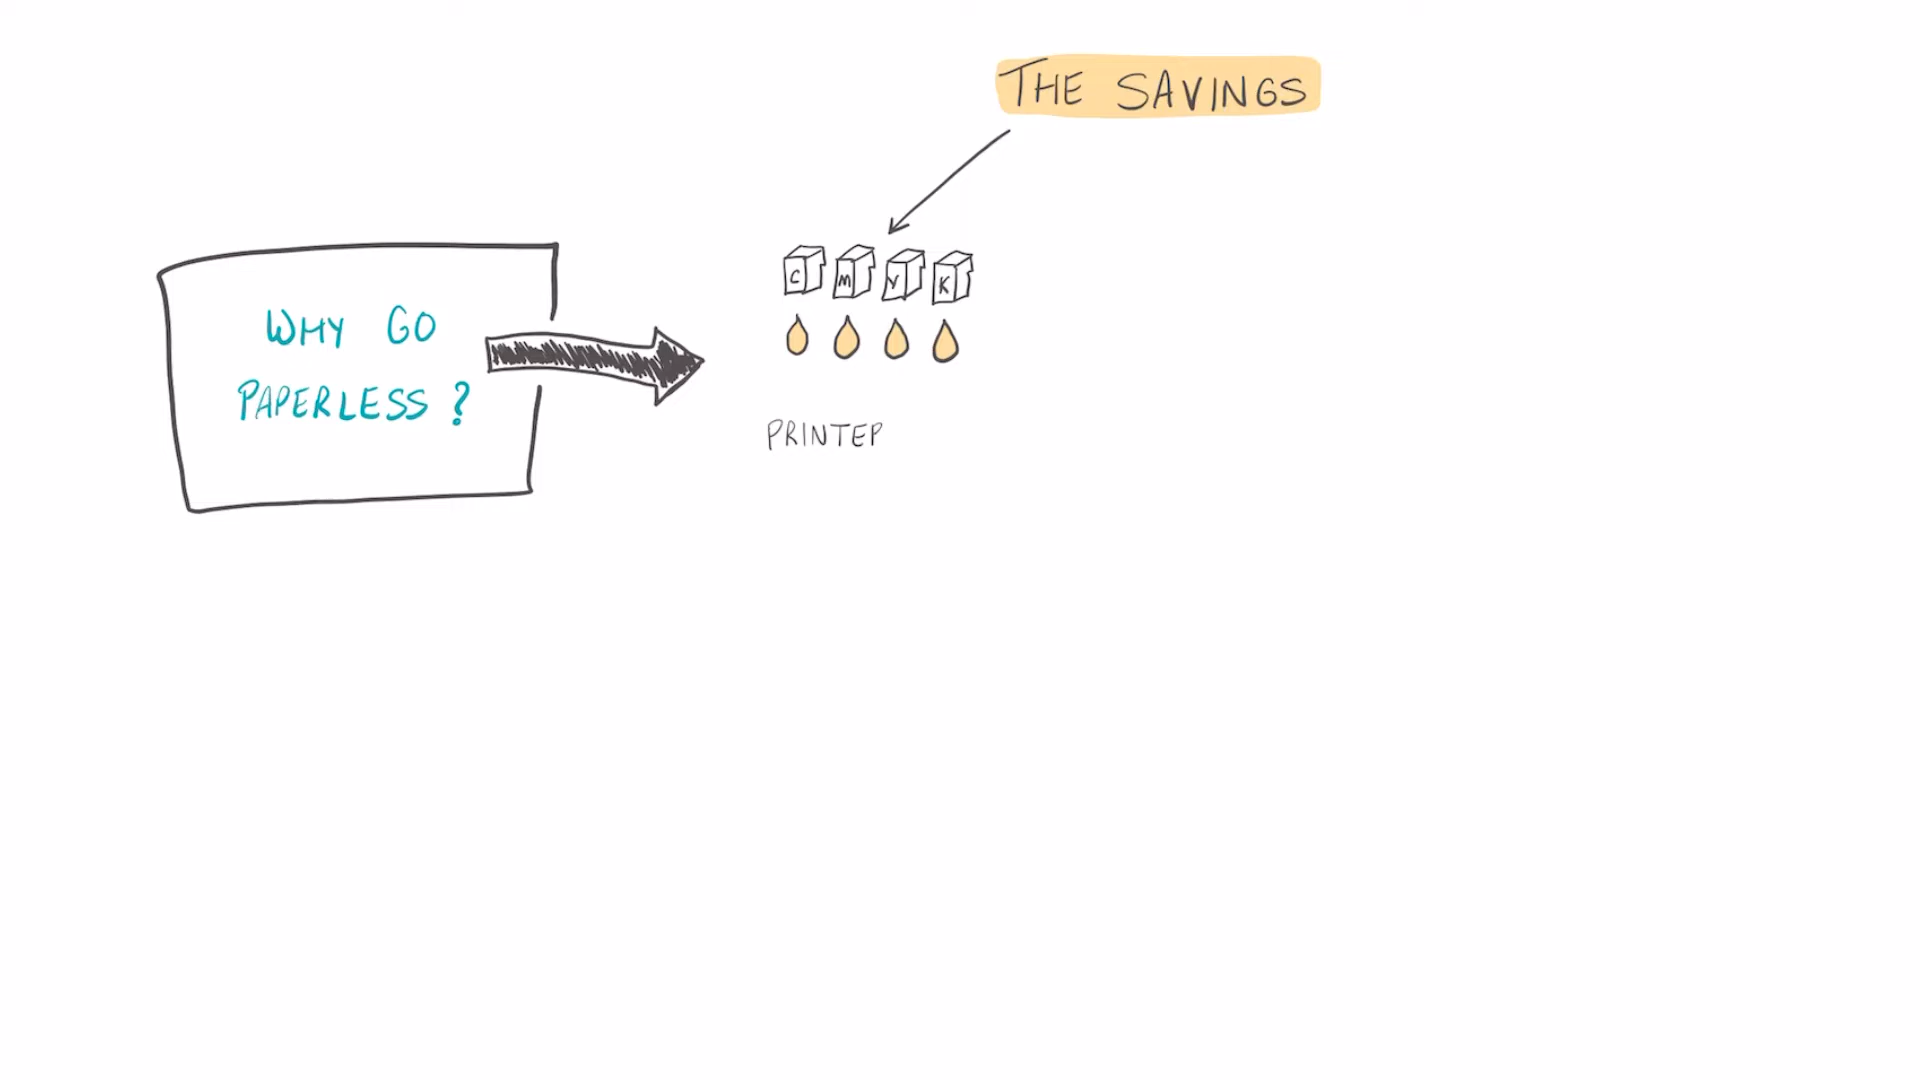 THE SAVINGS
C M Y K
WHY GO
PAPERLESS?
PRINTEP